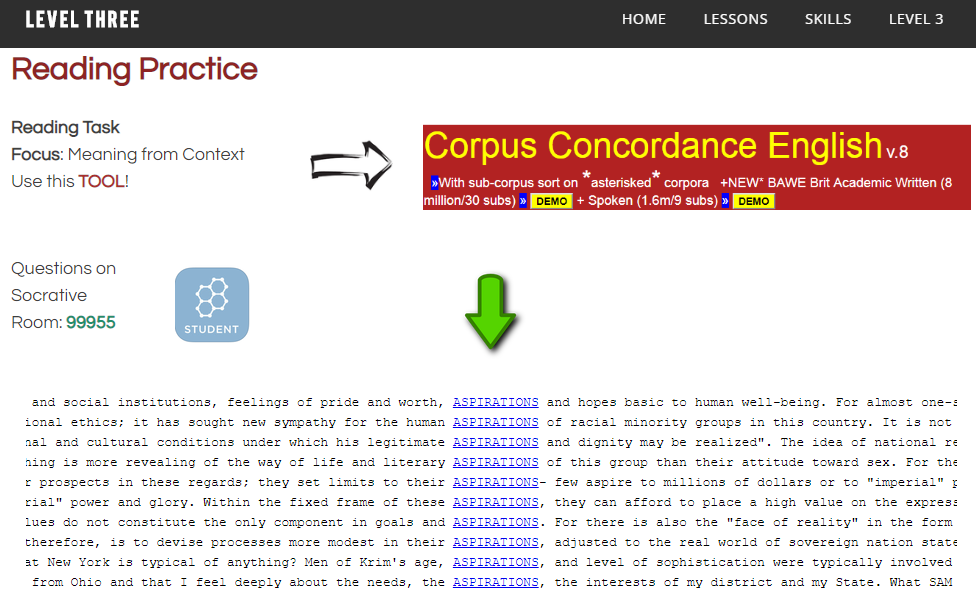 LEVEL THREE
HOME LESSONS SKILLS LEVEL 3
Reading Practice
Reading Task
Focus: Meaning from Context
Use this TOOL!
Corpus Concordance English v.8
»With sub-corpus sort on *asterisked* corpora +NEW* BAWE Brit Academic Written (8
million/30 subs) » DEMO + Spoken (1.6m/9 subs) » DEMO
Questions on
Socrative
Room: 99955
STUDENT
and social institutions, feelings of pride and worth, ASPIRATIONS and hopes basic to human well-being. For almost one-s
ional ethics; it has sought new sympathy for the human ASPIRATIONS of racial minority groups in this country. It is not
nal and cultural conditions under which his legitimate ASPIRATIONS and dignity may be realized". The idea of national re
ning is more revealing of the way of life and literary ASPIRATIONS of this group than their attitude toward sex. For the
r prospects in these regards; they set limits to their ASPIRATIONS- few aspire to millions of dollars or to "imperial" p
rial" power and glory. Within the fixed frame of these ASPIRATIONS, they can afford to place a high value on the express
lues do not constitute the only component in goals and ASPIRATIONS. For there is also the "face of reality" in the form
therefore, is to devise processes more modest in their ASPIRATIONS, adjusted to the real world of sovereign nation state
at New York is typical of anything? Men of Krim's age, ASPIRATIONS, and level of sophistication were typically involved
from Ohio and that I feel deeply about the needs, the ASPIRATIONS, the interests of my district and my State. What SAM